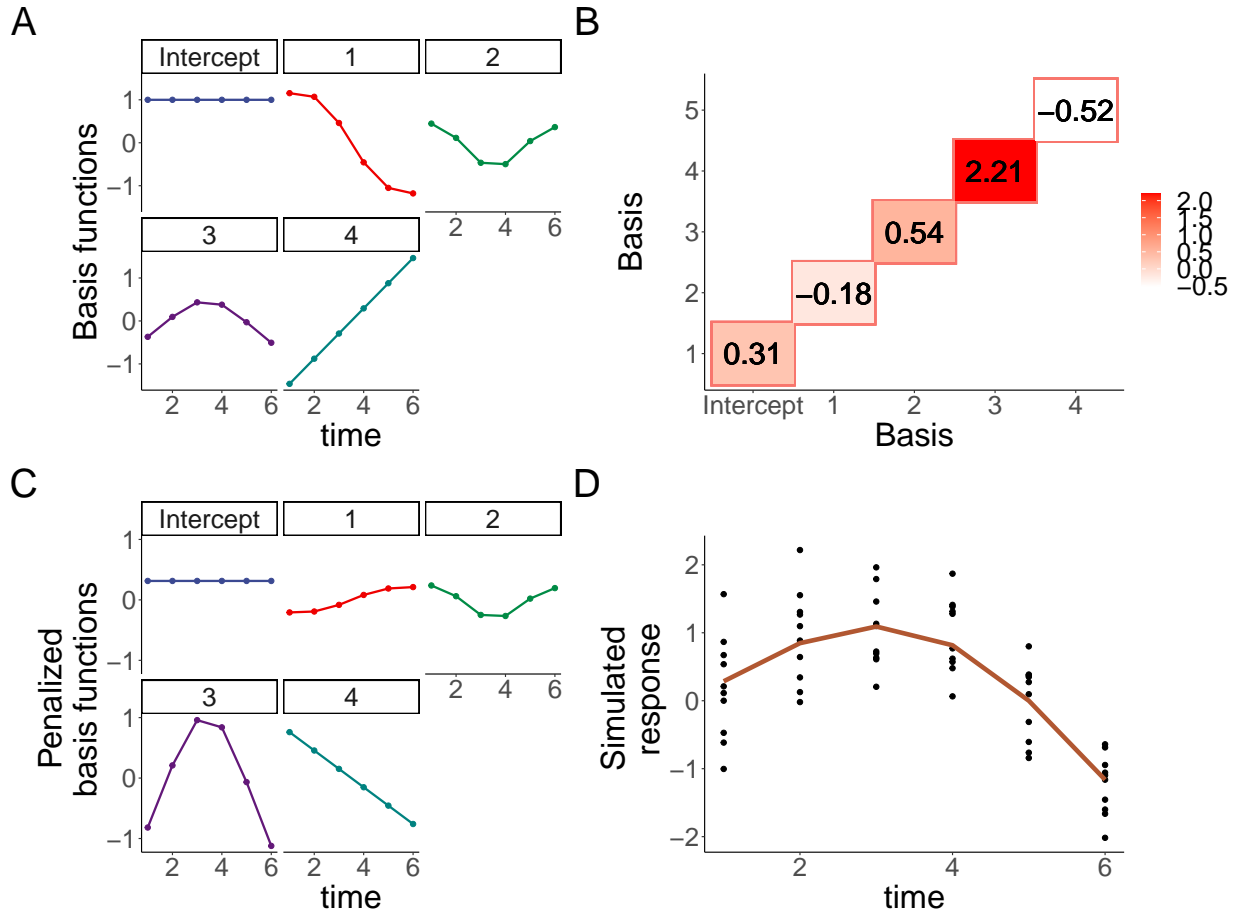 A
Intercept 1 2
1
0
−1
2 4 6
3 4
1
0
−1
2 4 6 2 4 6
Basis functions
time
B
5
4
3
2
1
Basis
−0.52
2.21
0.54
−0.18
0.31
Intercept 1 2 3 4
Basis
2.0
1.5
1.0
0.5
0.0
−0.5
C
Intercept 1 2
1
0
−1
2 4 6
3 4
1
0
−1
2 4 6 2 4 6
Penalized
basis functions
time
D
2
1
0
−1
−2
Simulated
response
2 4 6
time